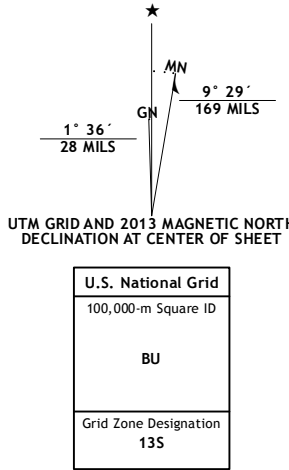 ★
MN
GN
9° 29´
169 MILS
1° 36´
28 MILS
UTM GRID AND 2013 MAGNETIC NORTH
DECLINATION AT CENTER OF SHEET
U.S. National Grid
100,000-m Square ID
BU
Grid Zone Designation
13S